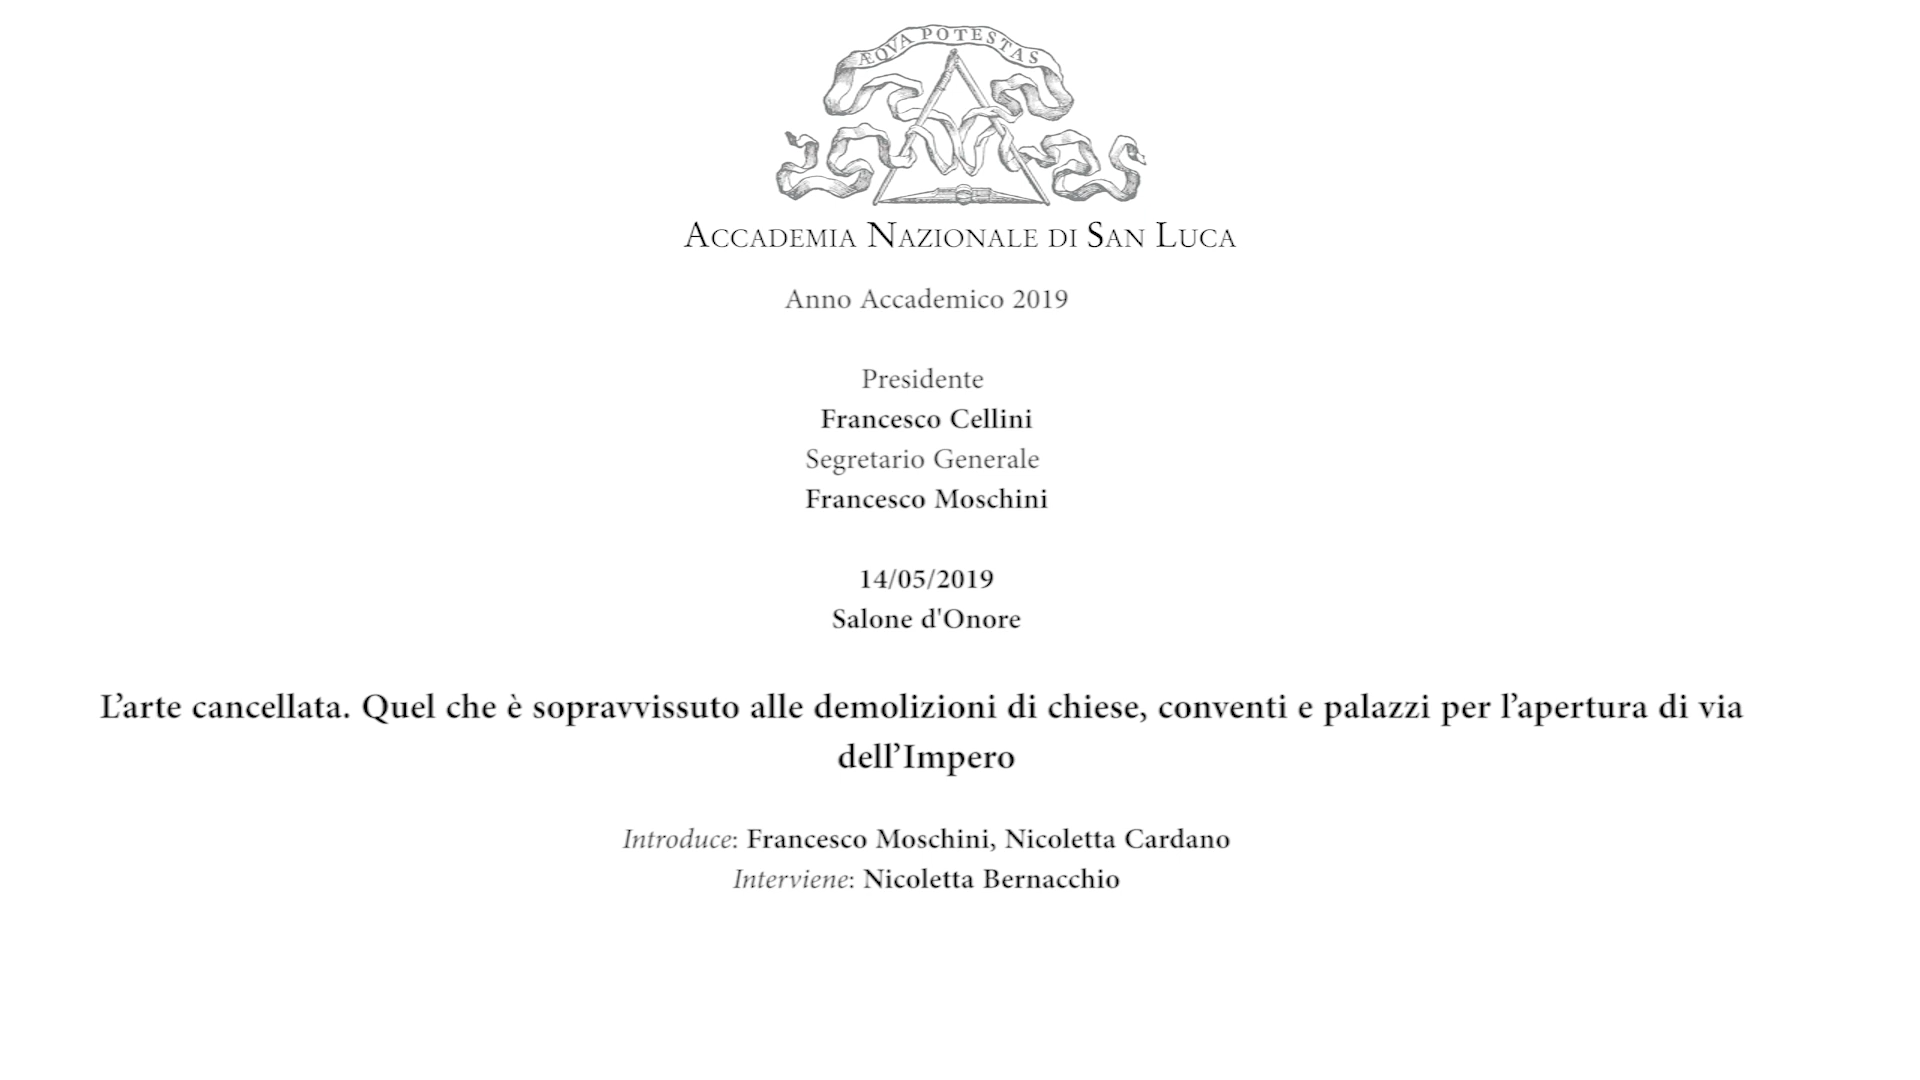 ÆQVA POTESTAS
Accademia Nazionale di San Luca
Anno Accademico 2019
Presidente
Francesco Cellini
Segretario Generale
Francesco Moschini
14/05/2019
Salone d'Onore
L’arte cancellata. Quel che è sopravvissuto alle demolizioni di chiese, conventi e palazzi per l’apertura di via
dell’Impero
Introduce: Francesco Moschini, Nicoletta Cardano
Interviene: Nicoletta Bernacchio